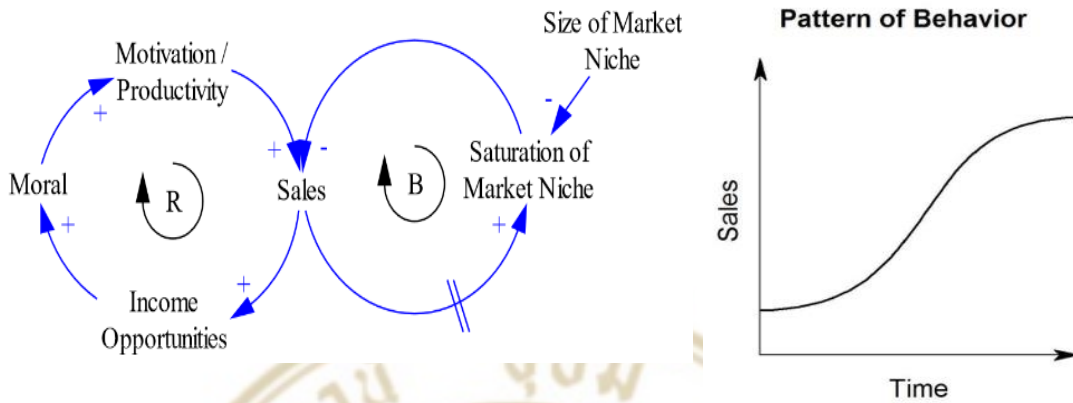 Size of Market
Niche
Pattern of Behavior
Motivation /
Productivity
-
+
+
-
Saturation of
Market Niche
Moral
R
Sales
B
Sales
+
+
+
Income
Opportunities
Time